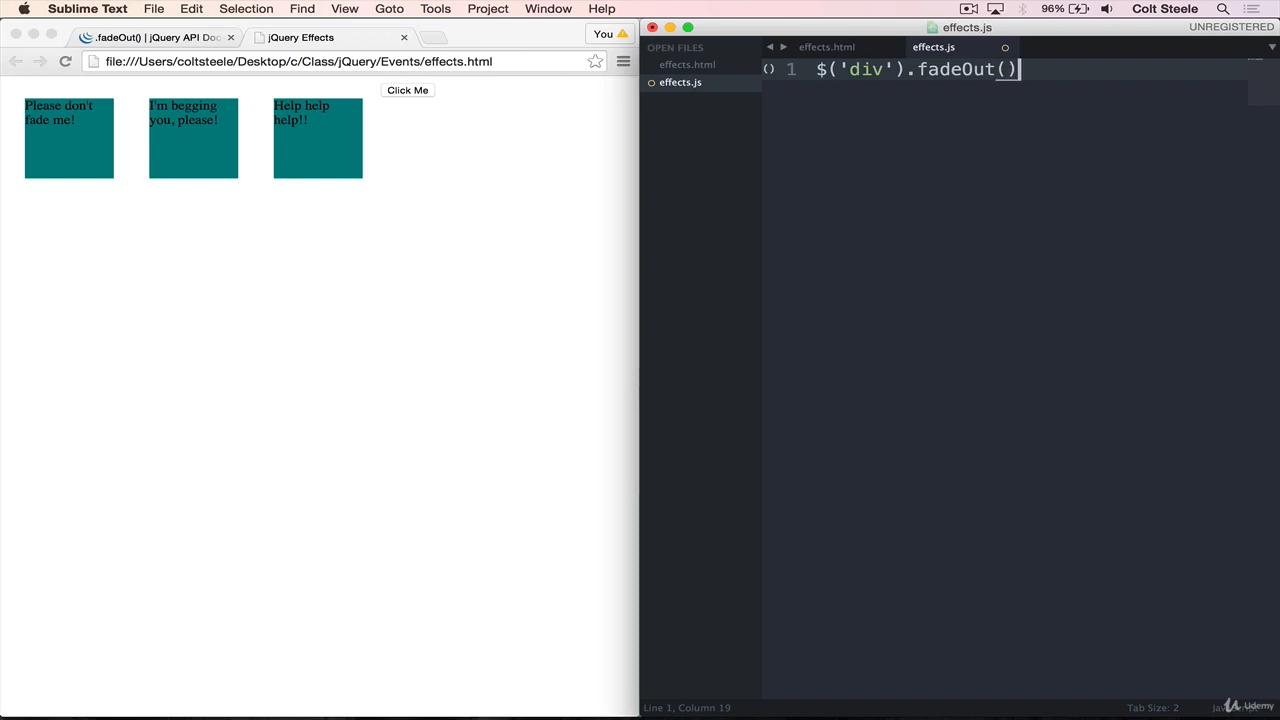 Sublime Text File Edit Selection Find View Goto Tools Project Window Help 96% Colt Steele
.fadeOut() | jQuery API Doc
jQuery Effects
You
file:///Users/coltsteele/Desktop/c/Class/jQuery/Events/effects.html
Click Me
Please don't
fade me!
I'm begging
you, please!
Help help
help!!
effects.js
UNREGISTERED
OPEN FILES
effects.html
effects.js
effects.html
effects.js
1 $('div').fadeOut()
Line 1, Column 19
Tab Size: 2
Udemy